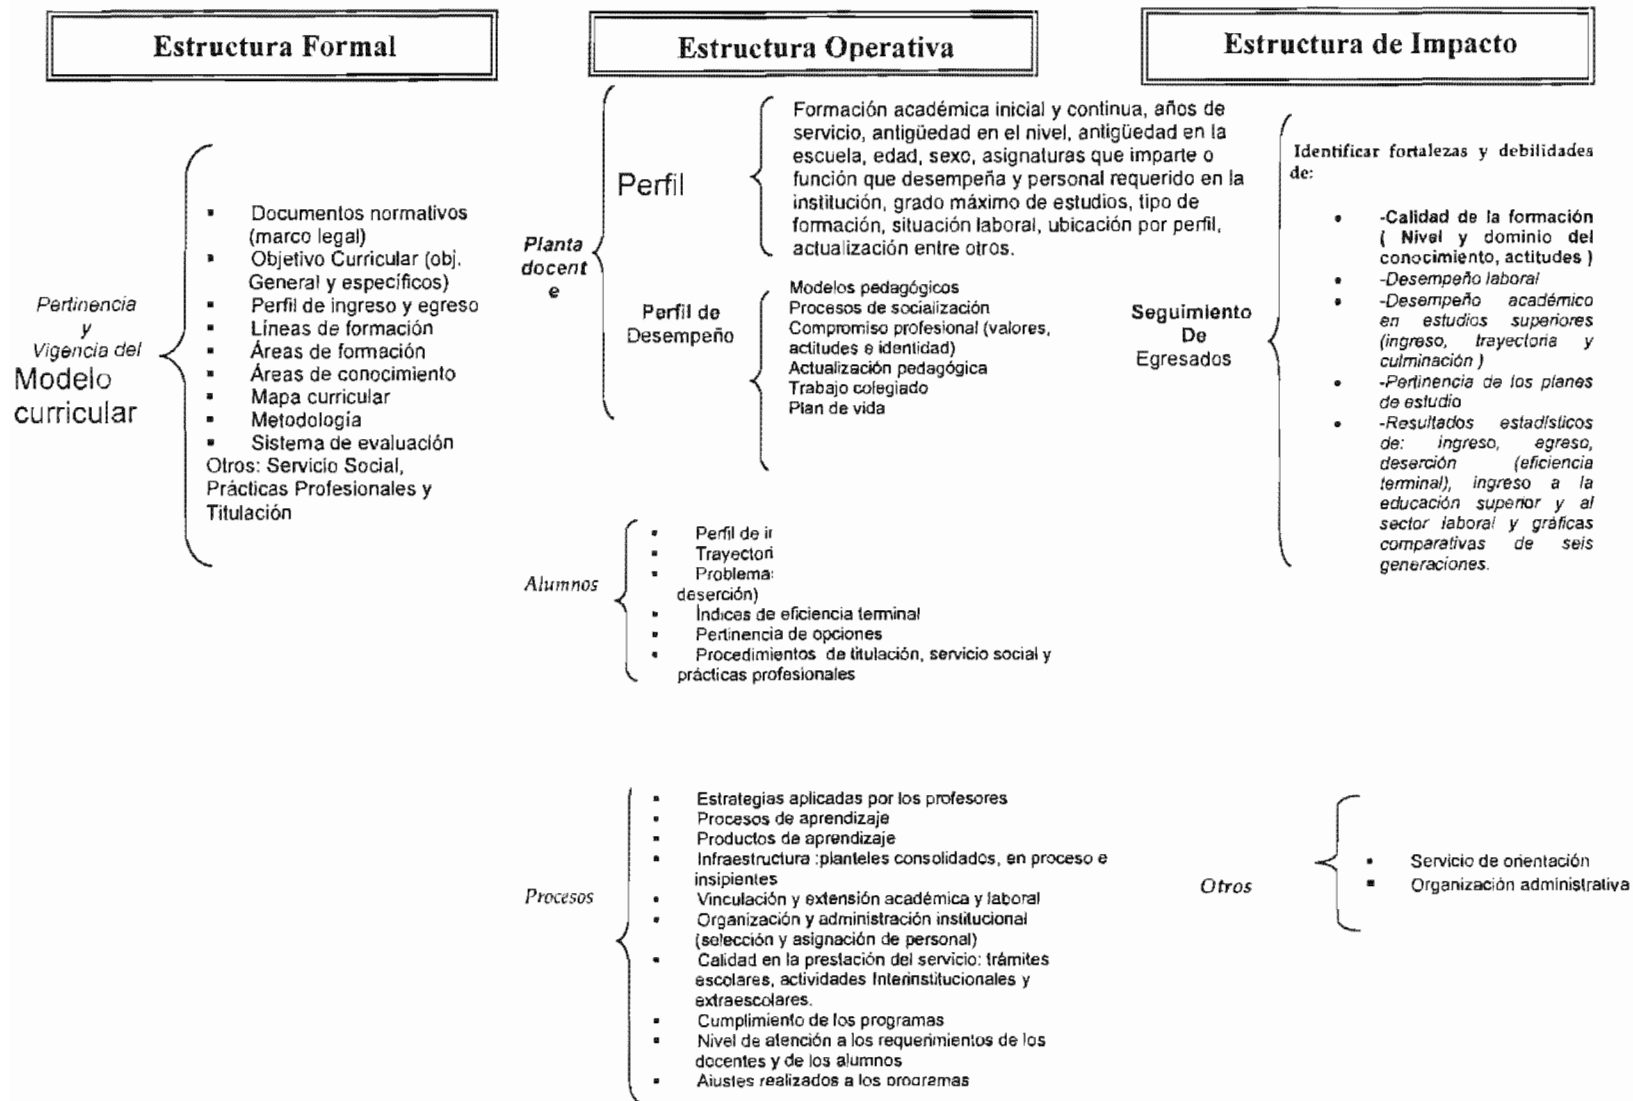 Estructura Formal
Pertinencia
y
Vigencia del
Modelo
curricular
▪ Documentos normativos
(marco legal)
▪ Objetivo Curricular (obj.
General y específicos)
▪ Perfil de ingreso y egreso
▪ Líneas de formación
▪ Áreas de formación
▪ Áreas de conocimiento
▪ Mapa curricular
▪ Metodología
▪ Sistema de evaluación
Otros: Servicio Social,
Prácticas Profesionales y
Titulación
Estructura Operativa
Planta
docent
e
Perfil
Formación académica inicial y continua, años de
servicio, antigüedad en el nivel, antigüedad en la
escuela, edad, sexo, asignaturas que imparte o
función que desempeña y personal requerido en la
institución, grado máximo de estudios, tipo de
formación, situación laboral, ubicación por perfil,
actualización entre otros.
Perfil de
Desempeño
Modelos pedagógicos
Procesos de socialización
Compromiso profesional (valores,
actitudes e identidad)
Actualización pedagógica
Trabajo colegiado
Plan de vida
Alumnos
▪ Perfil de
▪ Trayectori
▪ Problema
deserción)
▪ Índices de eficiencia terminal
▪ Pertinencia de opciones
▪ Procedimientos de titulación, servicio social y
prácticas profesionales
Procesos
▪ Estrategias aplicadas por los profesores
▪ Procesos de aprendizaje
▪ Productos de aprendizaje
▪ Infraestructura :planteles consolidados, en proceso e
insipientes
▪ Vinculación y extensión académica y laboral
▪ Organización y administración institucional
(selección y asignación de personal)
▪ Calidad en la prestación del servicio: trámites
escolares, actividades Interinstitucionales y
extraescolares.
▪ Cumplimiento de los programas
▪ Nivel de atención a los requerimientos de los
docentes y de los alumnos
▪ Ajustes realizados a los programas
Estructura de Impacto
Seguimiento
De
Egresados
Identificar fortalezas y debilidades
de:
• -Calidad de la formación
( Nivel y dominio del
conocimiento, actitudes )
• -Desempeño laboral
• -Desempeño académico
en estudios superiores
(ingreso, trayectoria y
culminación )
• -Pertinencia de los planes
de estudio
• -Resultados estadísticos
de: ingreso, egreso,
deserción (eficiencia
terminal), ingreso a la
educación superior y al
sector laboral y gráficas
comparativas de seis
generaciones.
Otros
▪ Servicio de orientación
▪ Organización administrativa